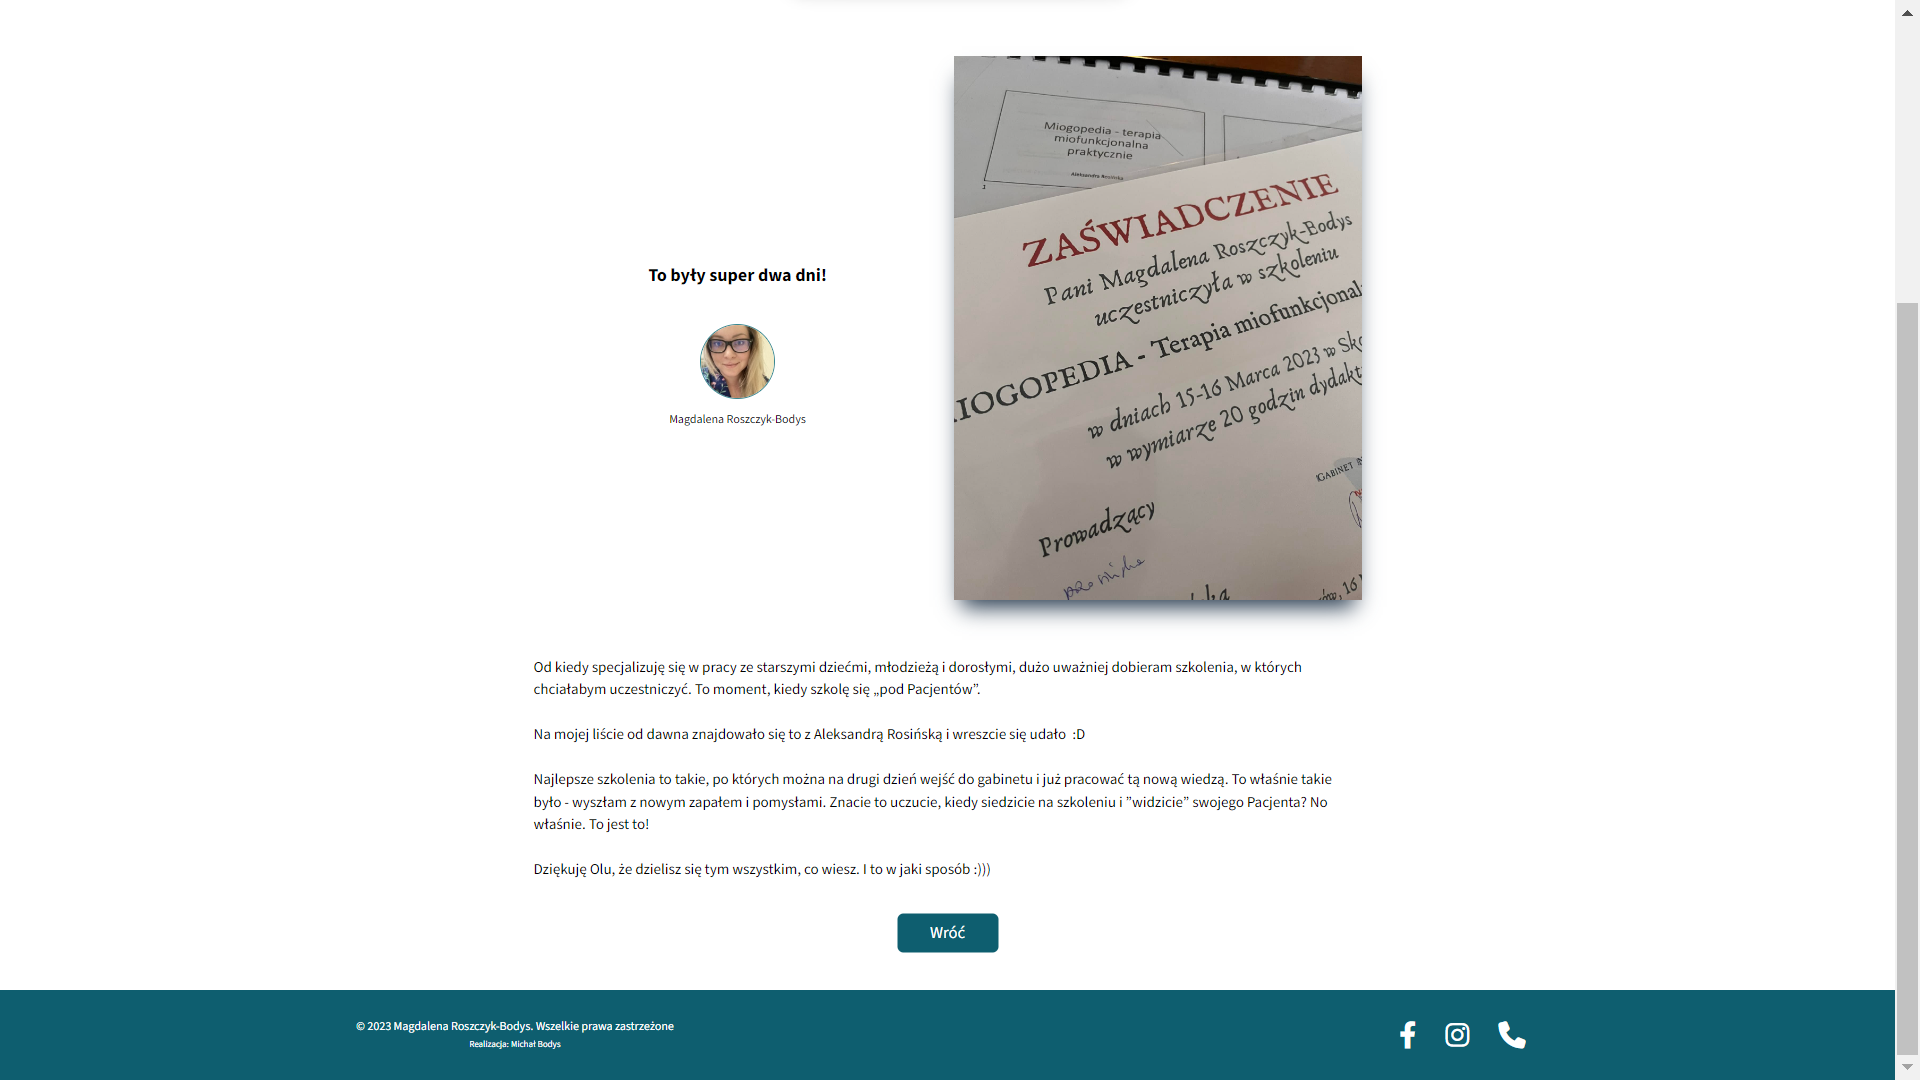 To były super dwa dni!
Magdalena Roszczyk-Bodys
Miogopedia - terapia
miofunkcjonalna
praktycznie
Aleksandra Rosińska
1
ZAŚWIADCZENIE
Pani Magdalena Roszczyk-Bodys
uczestniczyła w szkoleniu
IOGOPEDIA - Terapia miofunkcjonal
w dniach 15-16 Marca 2023 w Sk
w wymiarze 20 godzin dydakt
GABINET
Prowadzący
Od kiedy specjalizuję się w pracy ze starszymi dziećmi, młodzieżą i dorosłymi, dużo uważniej dobieram szkolenia, w których
chciałabym uczestniczyć. To moment, kiedy szkolę się „pod Pacjentów”.
Na mojej liście od dawna znajdowało się to z Aleksandrą Rosińską i wreszcie się udało :D
Najlepsze szkolenia to takie, po których można na drugi dzień wejść do gabinetu i już pracować tą nową wiedzą. To właśnie takie
było - wyszłam z nowym zapałem i pomysłami. Znacie to uczucie, kiedy siedzicie na szkoleniu i ”widzicie” swojego Pacjenta? No
właśnie. To jest to!
Dziękuję Olu, że dzielisz się tym wszystkim, co wiesz. I to w jaki sposób :)))
Wróć
© 2023 Magdalena Roszczyk-Bodys. Wszelkie prawa zastrzeżone
Realizacja: Michał Bodys